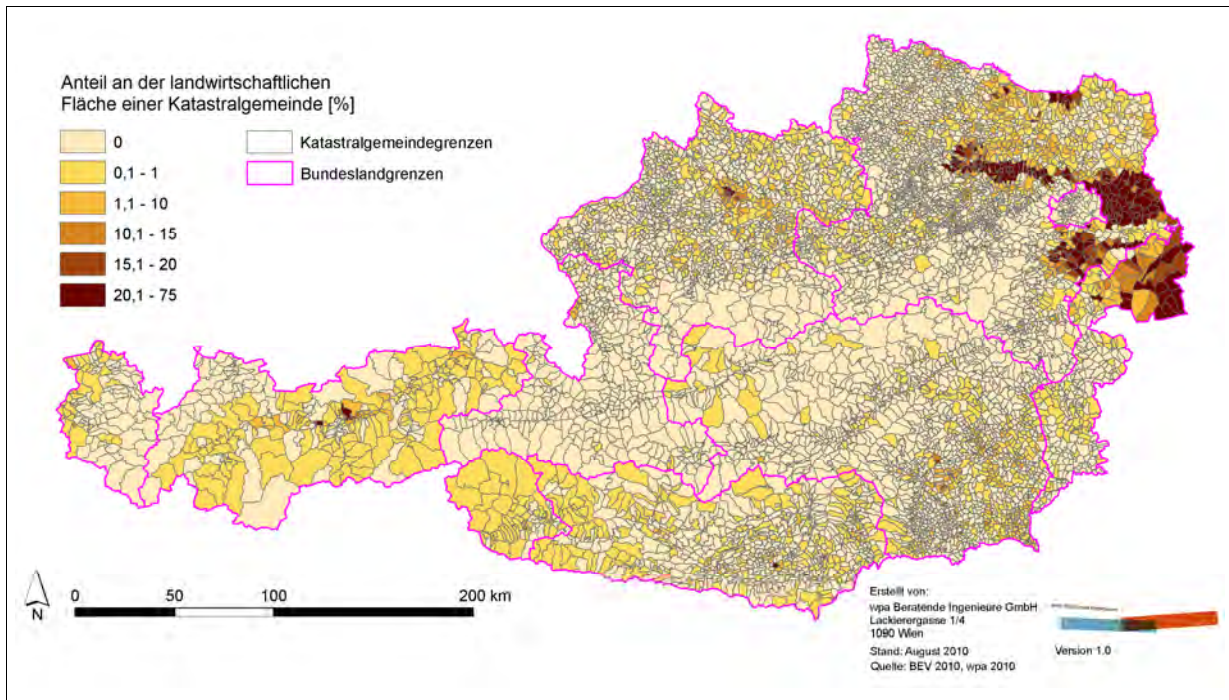 Anteil an der landwirtschaftlichen
Fläche einer Katastralgemeinde [%]
0
0,1 - 1
1,1 - 10
10,1 - 15
15,1 - 20
20,1 - 75
Katastralgemeindegrenzen
Bundeslandgrenzen
0 50 100 200 km
N
Erstellt von:
wpa Beratende Ingenieure GmbH
Lackierergasse 1/4
1090 Wien
Stand: August 2010
Quelle: BEV 2010, wpa 2010
Version 1.0